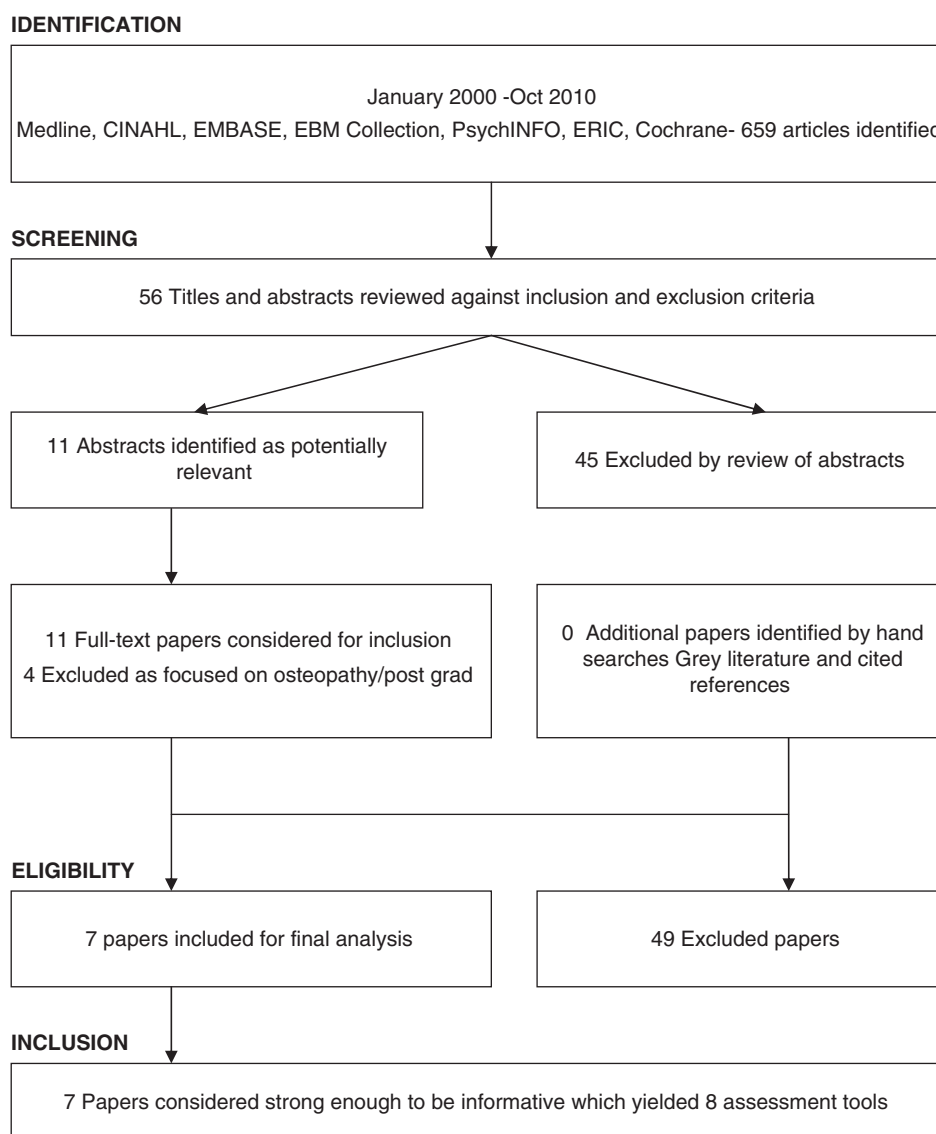 IDENTIFICATION
January 2000 -Oct 2010
Medline, CINAHL, EMBASE, EBM Collection, PsychINFO, ERIC, Cochrane- 659 articles identified
SCREENING
56 Titles and abstracts reviewed against inclusion and exclusion criteria
11 Abstracts identified as potentially
relevant
45 Excluded by review of abstracts
11 Full-text papers considered for inclusion
4 Excluded as focused on osteopathy/post grad
0 Additional papers identified by hand
searches Grey literature and cited
references
ELIGIBILITY
7 papers included for final analysis
49 Excluded papers
INCLUSION
7 Papers considered strong enough to be informative which yielded 8 assessment tools